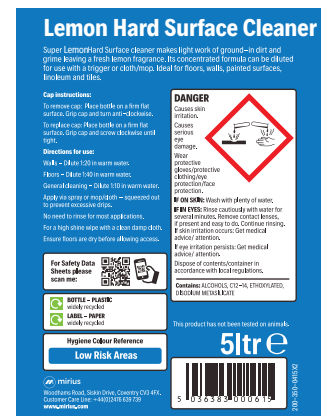 Lemon Hard Surface Cleaner
Super LemonHard Surface cleaner makes light work of ground–in dirt and
grime leaving a fresh lemon fragrance. Its concentrated formula can be diluted
for use with a trigger or cloth/mop. Ideal for floors, walls, painted surfaces,
linoleum and tiles.
Cap instructions:
To remove cap: Place bottle on a firm flat
surface. Grip cap and turn anti–clockwise.
To replace cap: Place bottle on firm flat
surface. Grip cap and screw clockwise until
tight.
Directions for use:
Walls – Dilute 1:20 in warm water.
Floors – Dilute 1:40 in warm water.
General cleaning – Dilute 1:10 in warm water.
Apply via spray or mop/cloth – squeezed out
to prevent excessive drips.
No need to rinse for most applications.
For a high shine wipe with a clean damp cloth.
Ensure floors are dry before allowing access.
DANGER
Causes skin
irritation.
Causes
serious
eye
damage.
Wear
protective
gloves/protective
clothing/eye
protection/face
protection.
IF ON SKIN: Wash with plenty of water.
IF IN EYES: Rinse cautiously with water for
several minutes. Remove contact lenses,
if present and easy to do. Continue rinsing.
If skin irritation occurs: Get medical
advice/ attention.
If eye irritation persists: Get medical
advice/ attention.
Dispose of contents/container in
accordance with local regulations.
Contains: ALCOHOLS, C12–14, ETHOXYLATED,
DISODIUM METASILICATE
For Safety Data
Sheets please
scan me:
BOTTLE – PLASTIC
widely recycled
LABEL – PAPER
widely recycled
Hygiene Colour Reference
Low Risk Areas
This product has not been tested on animals.
5ltr e
mirius
Woodhams Road, Siskin Drive, Coventry CV3 4FX.
Customer Care Line: +44(0)2476 639 739
www.mirius.com
5 036383 000615
290-350-0415X2